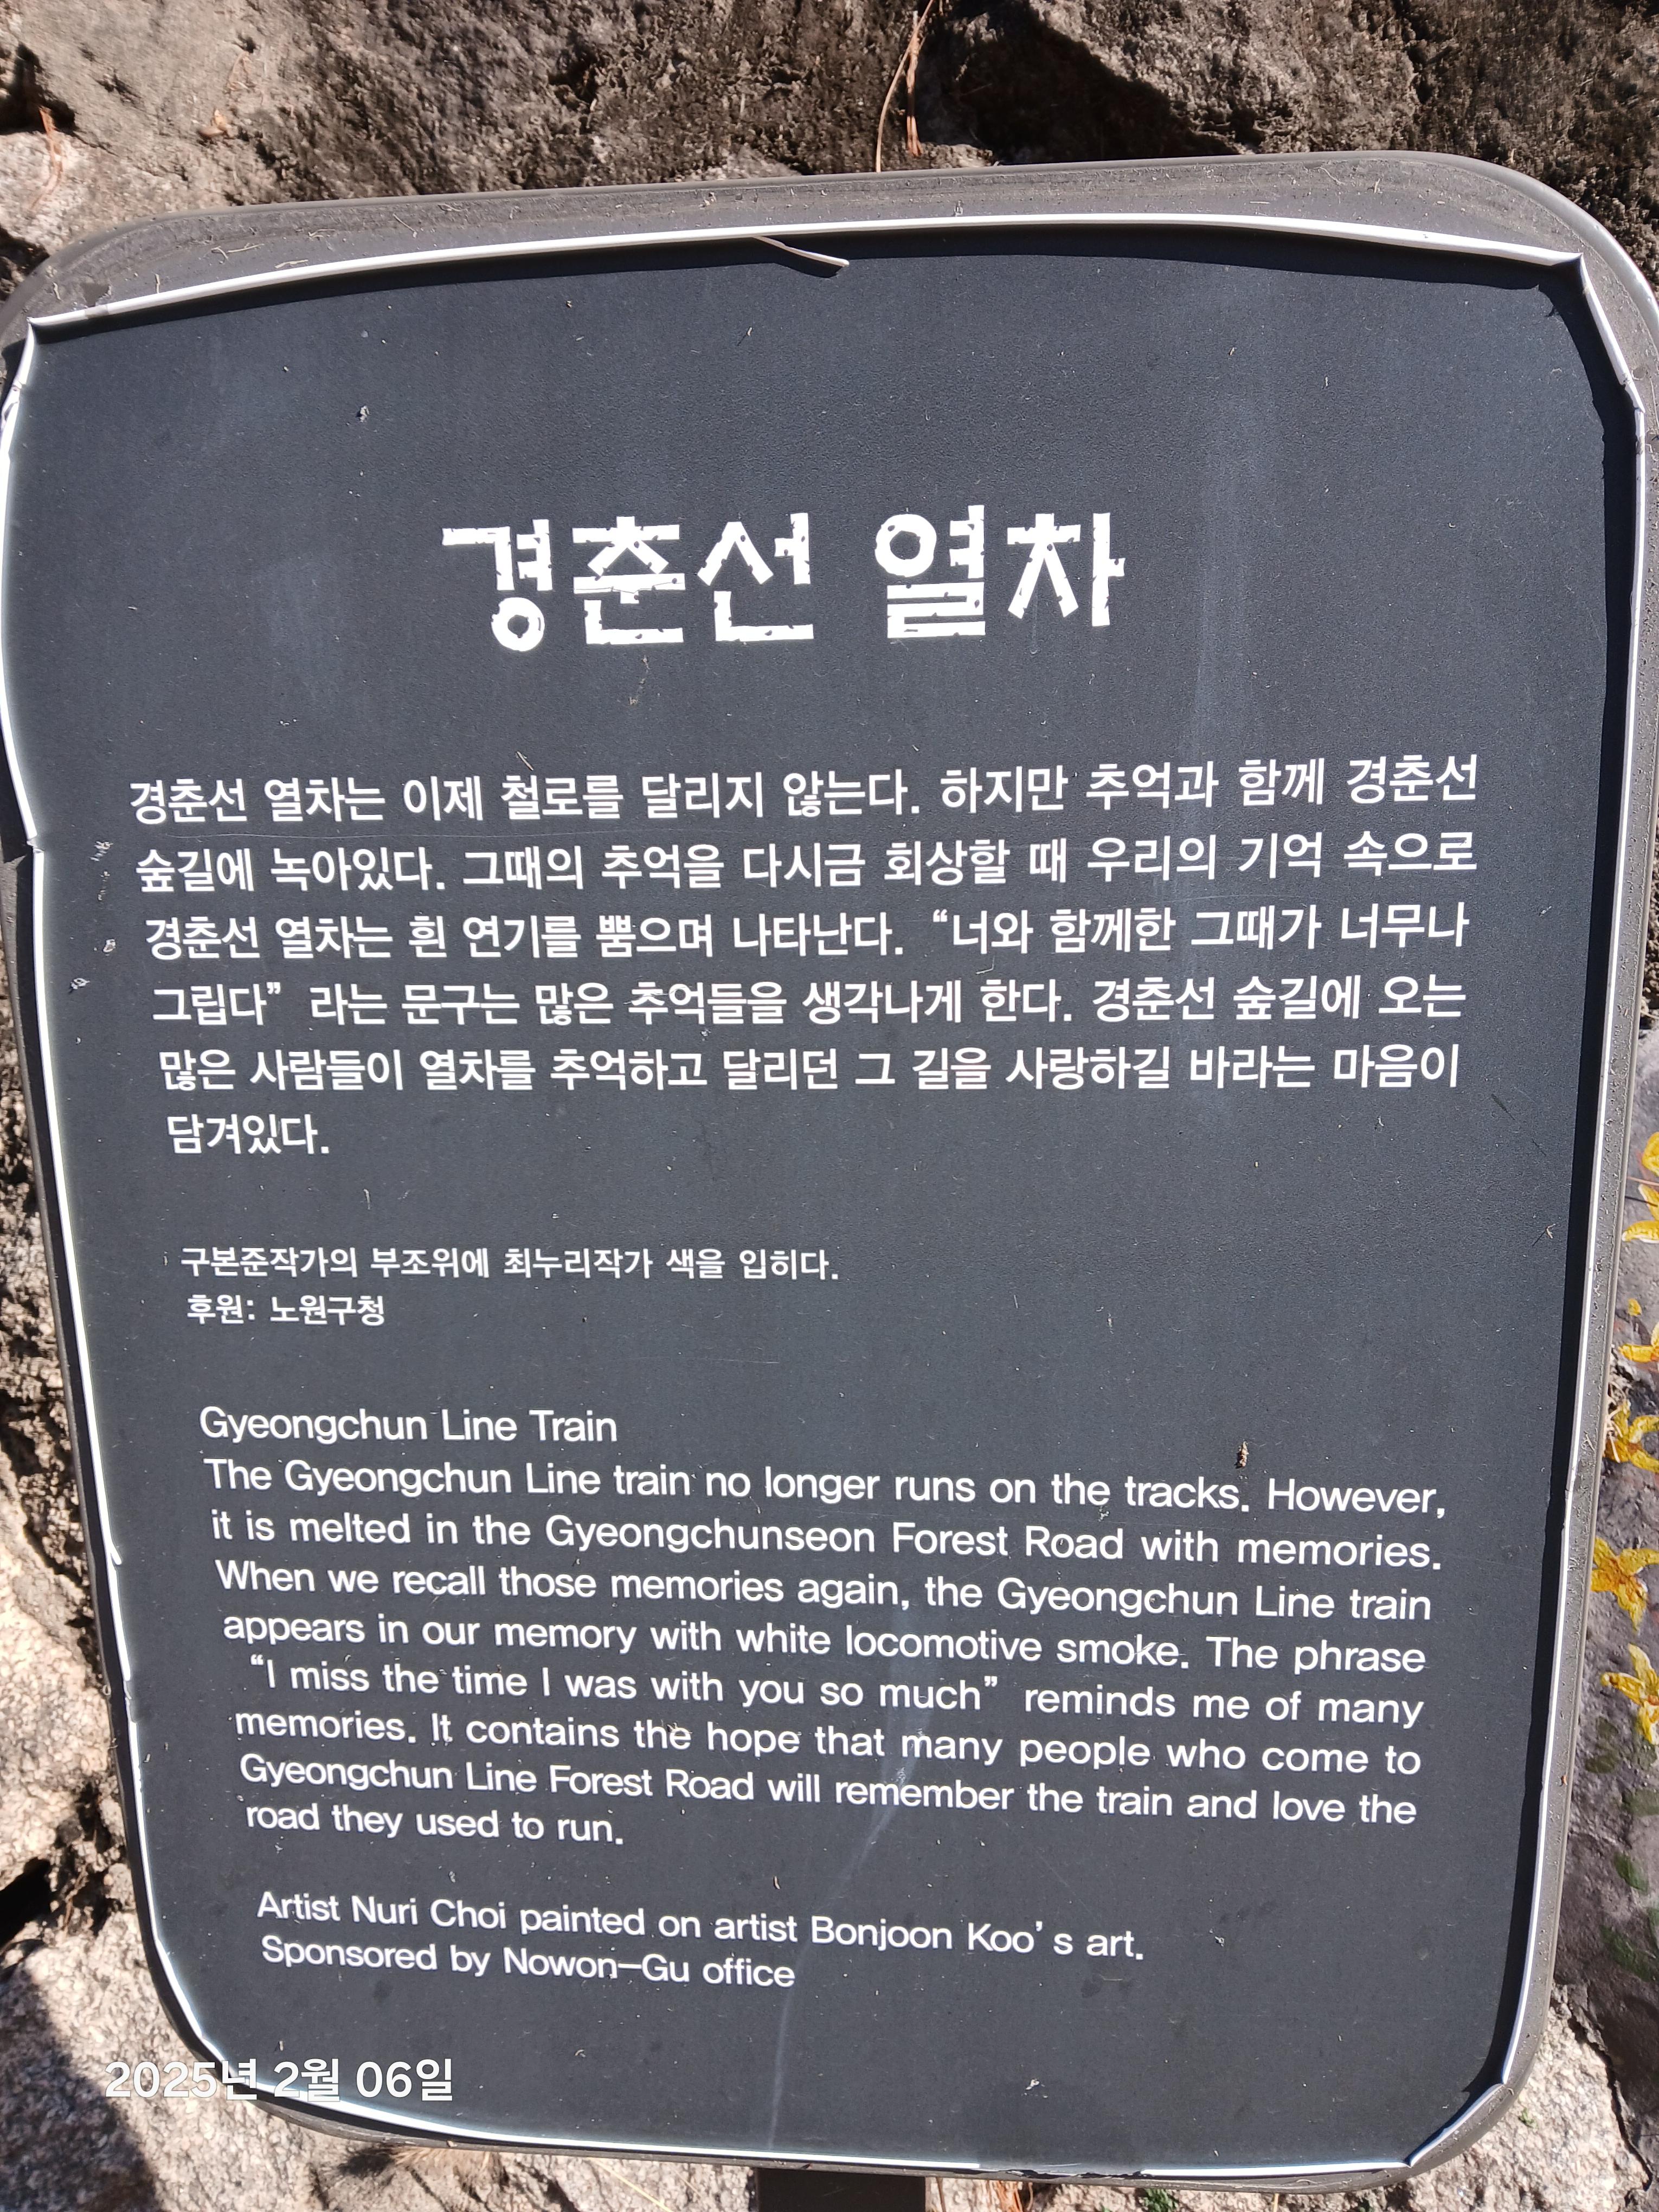 경춘선 열차
경춘선 열차는 이제 철로를 달리지 않는다. 하지만 추억과 함께 경춘선
숲길에 녹아있다. 그때의 추억을 다시금 회상할 때 우리의 기억 속으로
경춘선 열차는 흰 연기를 뿜으며 나타난다. “너와 함께한 그때가 너무나
그립다” 라는 문구는 많은 추억들을 생각나게 한다. 경춘선 숲길에 오는
많은 사람들이 열차를 추억하고 달리던 그 길을 사랑하길 바라는 마음이
담겨있다.
구본준작가의 부조위에 최누리작가 색을 입히다.
후원: 노원구청
Gyeongchun Line Train
The Gyeongchun Line train no longer runs on the tracks. However,
it is melted in the Gyeongchunseon Forest Road with memories.
When we recall those memories again, the Gyeongchun Line train
appears in our memory with white locomotive smoke. The phrase
“I miss the time I was with you so much” reminds me of many
memories. It contains the hope that many people who come to
Gyeongchun Line Forest Road will remember the train and love the
road they used to run.
Artist Nuri Choi painted on artist Bonjoon Koo’s art.
Sponsored by Nowon-Gu office
2025년 2월 06일